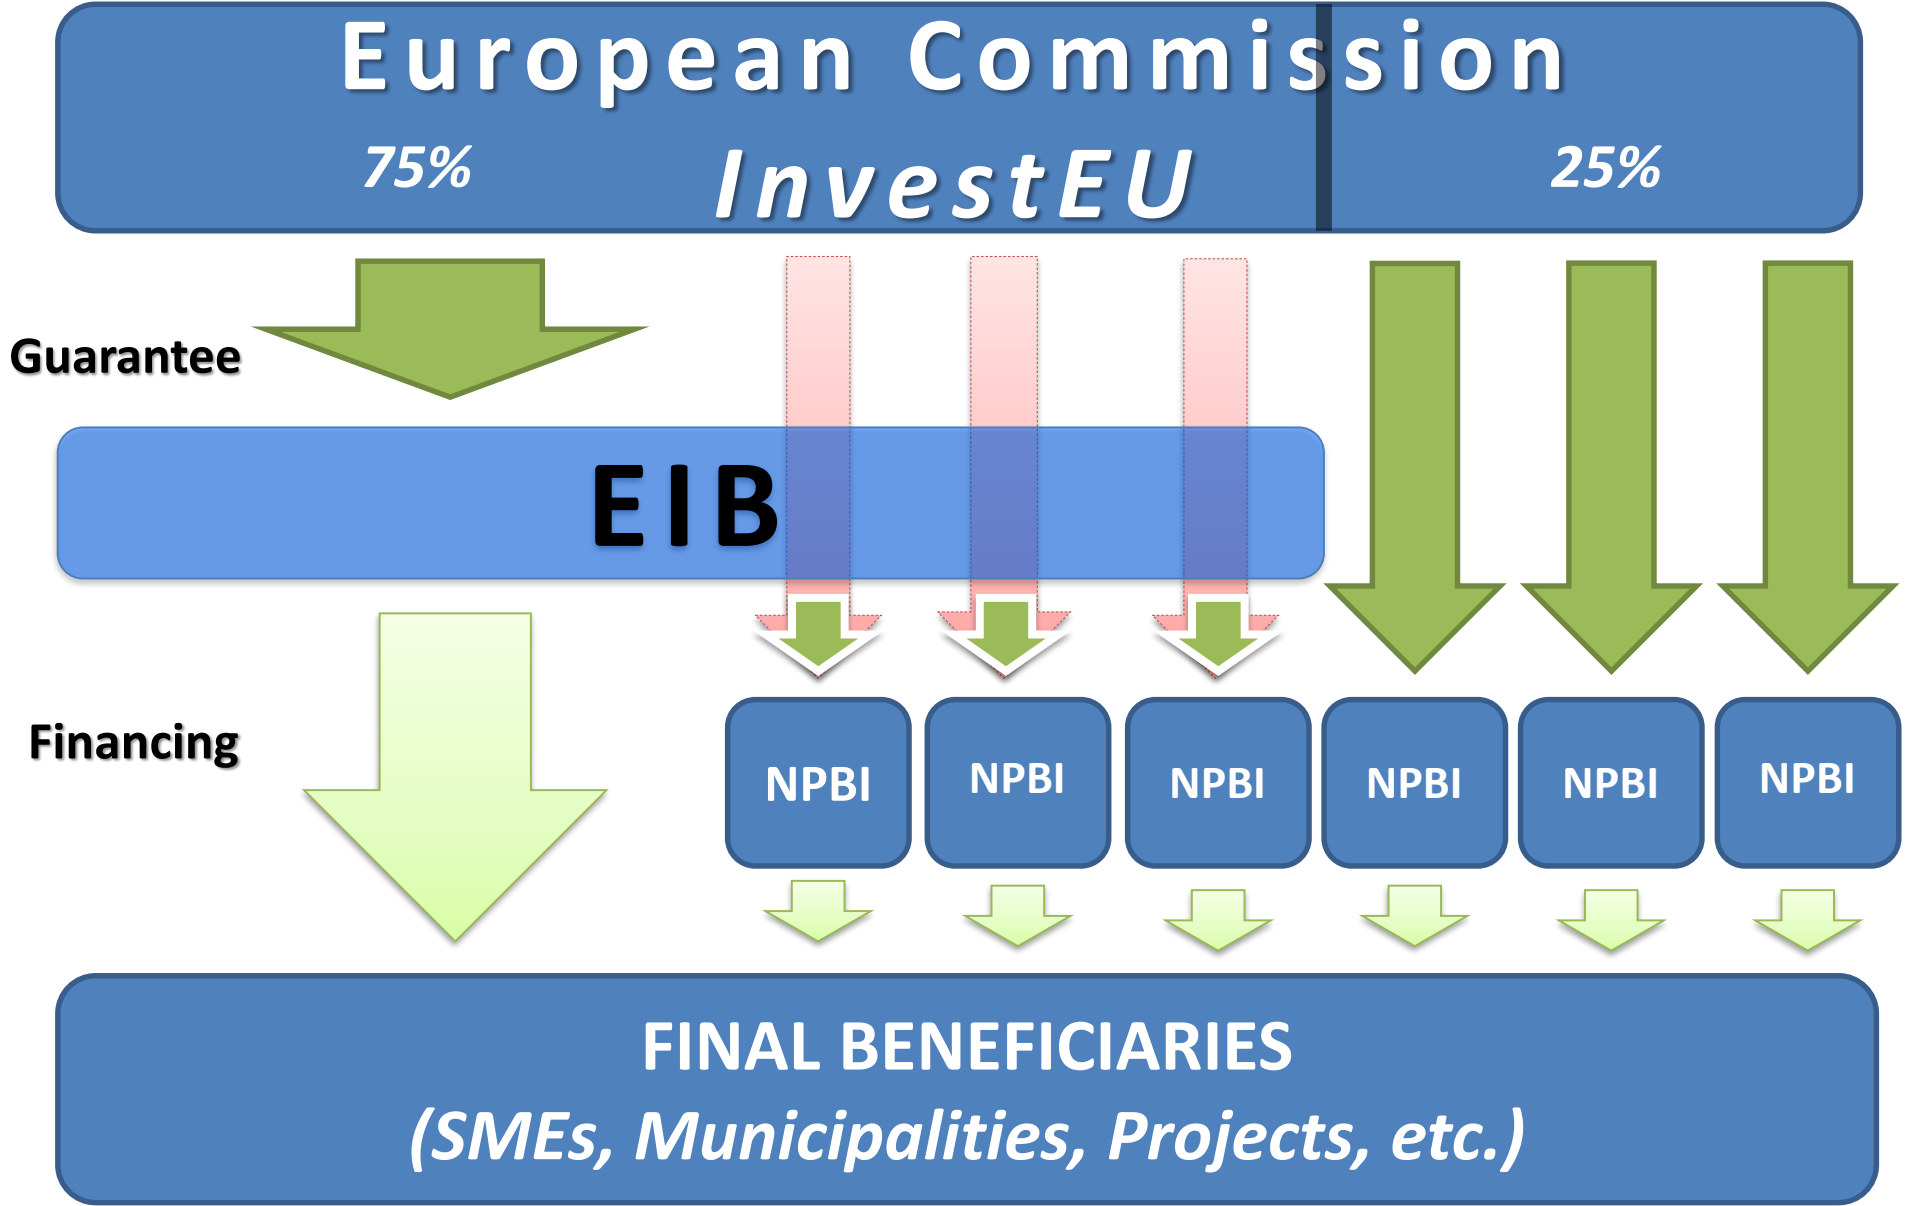 European Commission
75% InvestEU 25%
Guarantee
EIB
Financing
NPBI NPBI NPBI NPBI NPBI NPBI
FINAL BENEFICIARIES
(SMEs, Municipalities, Projects, etc.)